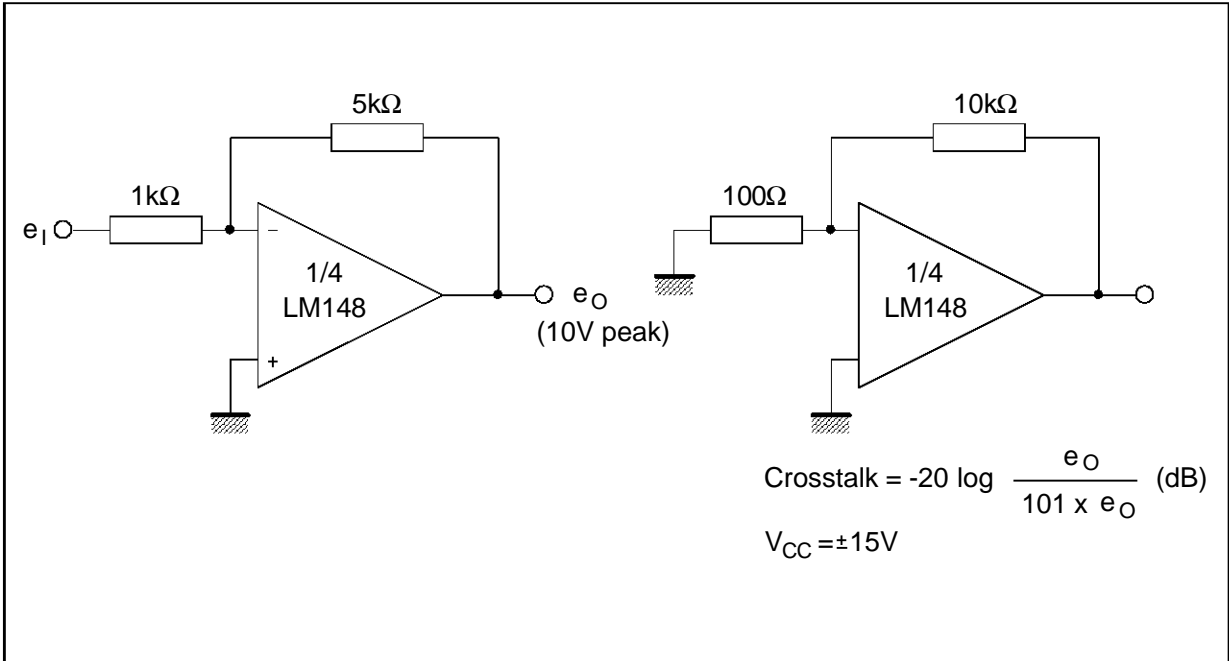 5kΩ
1kΩ
e_I
−
+
1/4
LM148
e_O
(10V peak)
10kΩ
100Ω
1/4
LM148
Crosstalk = -20 log e_O / 101 x e_O (dB)
V_CC = ±15V